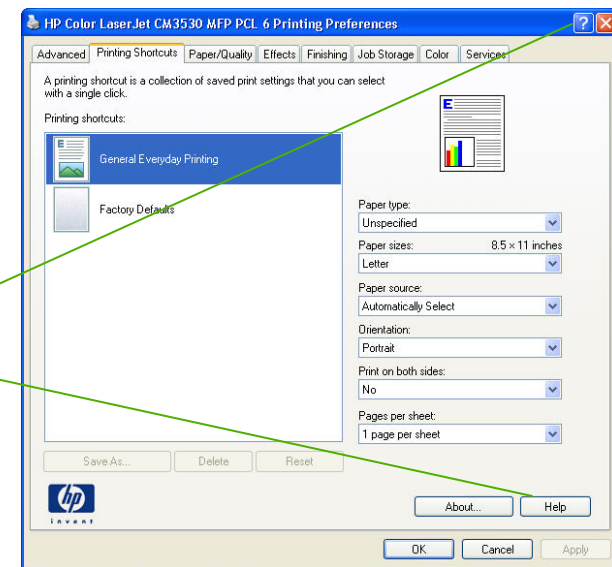 HP Color LaserJet CM3530 MFP PCL 6 Printing Preferences
Advanced Printing Shortcuts Paper/Quality Effects Finishing Job Storage Color Services
A printing shortcut is a collection of saved print settings that you can select
with a single click.
Printing shortcuts:
E
General Everyday Printing
Factory Defaults
E
Paper type:
Unspecified
Paper sizes: 8.5 × 11 inches
Letter
Paper source:
Automatically Select
Orientation:
Portrait
Print on both sides:
No
Pages per sheet:
1 page per sheet
Save As... Delete Reset
hp
invent
About... Help
OK Cancel Apply